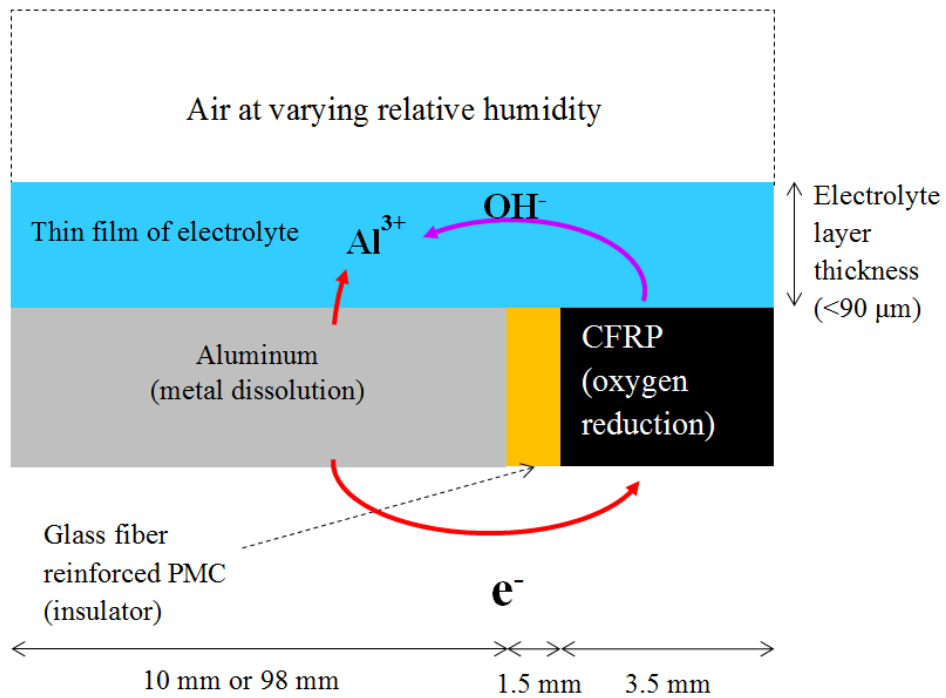 Air at varying relative humidity
Thin film of electrolyte
Al³⁺
OH⁻
Electrolyte
layer
thickness
(<90 μm)
Aluminum
(metal dissolution)
CFRP
(oxygen
reduction)
Glass fiber
reinforced PMC
(insulator)
e⁻
10 mm or 98 mm
1.5 mm
3.5 mm